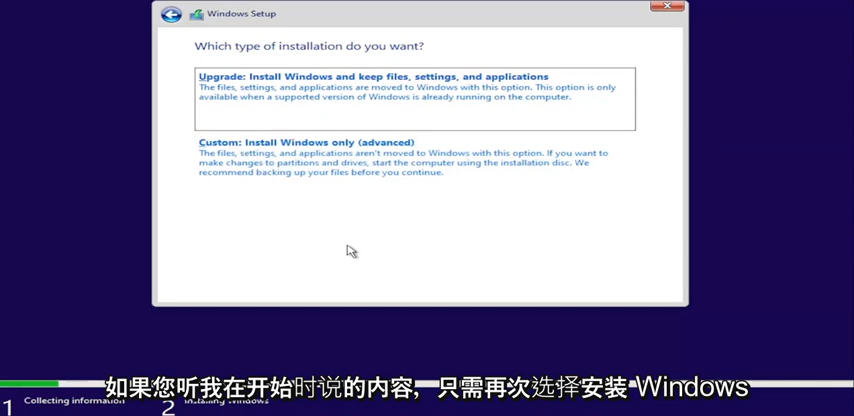 Windows Setup
Which type of installation do you want?
Upgrade: Install Windows and keep files, settings, and applications
The files, settings, and applications are moved to Windows with this option. This option is only
available when a supported version of Windows is already running on the computer.
Custom: Install Windows only (advanced)
The files, settings, and applications aren't moved to Windows with this option. If you want to
make changes to partitions and drives, start the computer using the installation disc. We
recommend backing up your files before you continue.
如果您听我在开始时说的内容，只需再次选择安装 Windows
1 Collecting information 2 Installing Windows